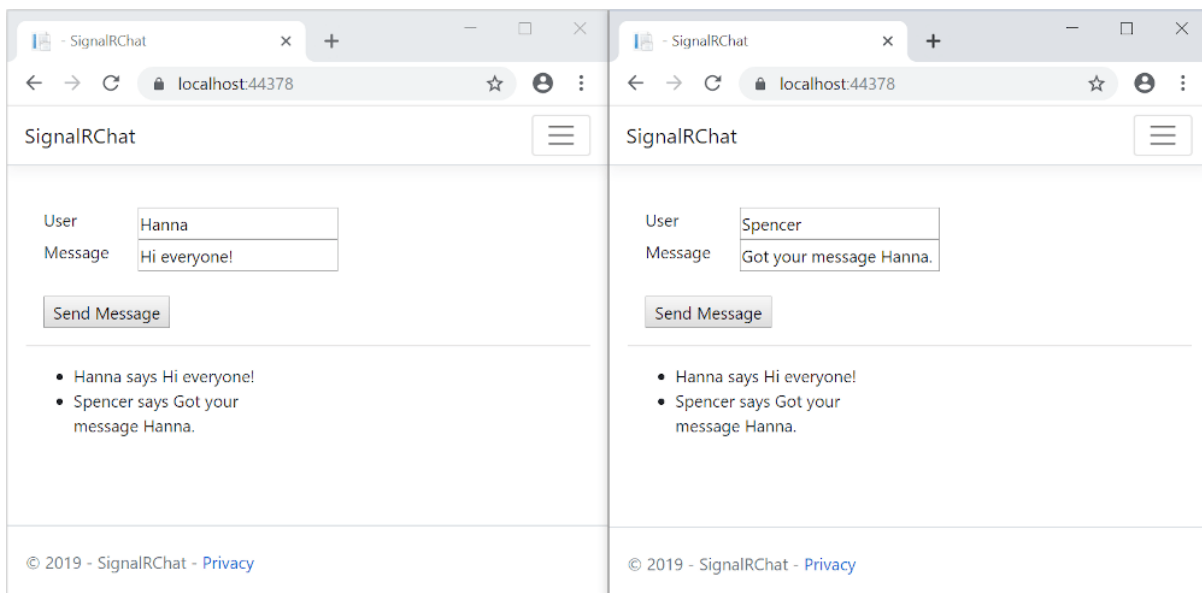 - SignalRChat
localhost:44378
SignalRChat
User
Hanna
Message
Hi everyone!
Send Message
Hanna says Hi everyone!
Spencer says Got your
message Hanna.
© 2019 - SignalRChat - Privacy
- SignalRChat
localhost:44378
SignalRChat
User
Spencer
Message
Got your message Hanna.
Send Message
Hanna says Hi everyone!
Spencer says Got your
message Hanna.
© 2019 - SignalRChat - Privacy